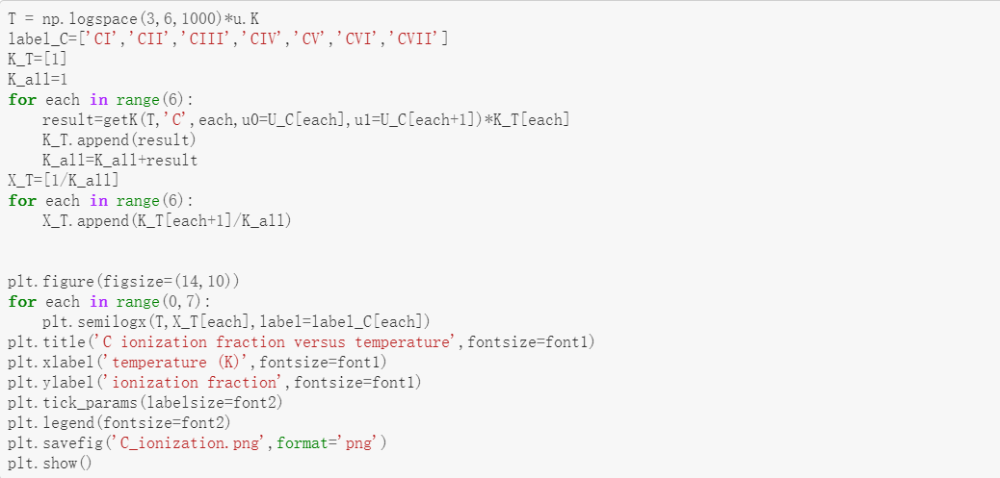 T = np.logspace(3,6,1000)*u.K
label_C=['CI','CII','CIII','CIV','CV','CVI','CVII']
K_T=[1]
K_all=1
for each in range(6):
    result=getK(T,'C',each,u0=U_C[each],u1=U_C[each+1])*K_T[each]
    K_T.append(result)
    K_all=K_all+result
X_T=[1/K_all]
for each in range(6):
    X_T.append(K_T[each+1]/K_all)
plt.figure(figsize=(14,10))
for each in range(0,7):
    plt.semilogx(T,X_T[each],label=label_C[each])
plt.title('C ionization fraction versus temperature',fontsize=font1)
plt.xlabel('temperature (K)',fontsize=font1)
plt.ylabel('ionization fraction',fontsize=font1)
plt.tick_params(labelsize=font2)
plt.legend(fontsize=font2)
plt.savefig('C_ionization.png',format='png')
plt.show()